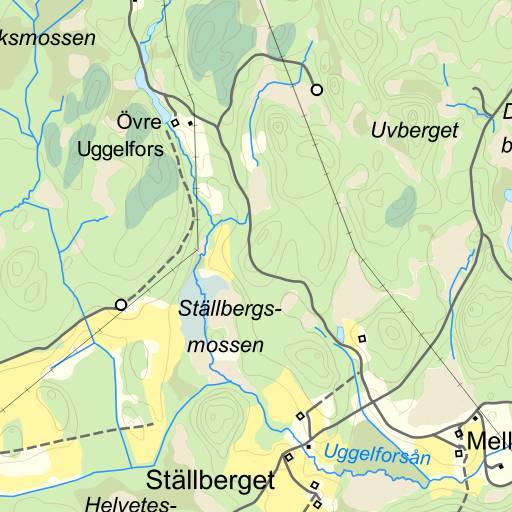 ksmossen
Övre
Uggelfors
Uvberget
D
b
Ställbergs-
mossen
Uggelforsån
Mell
Ställberget
Helvetes-